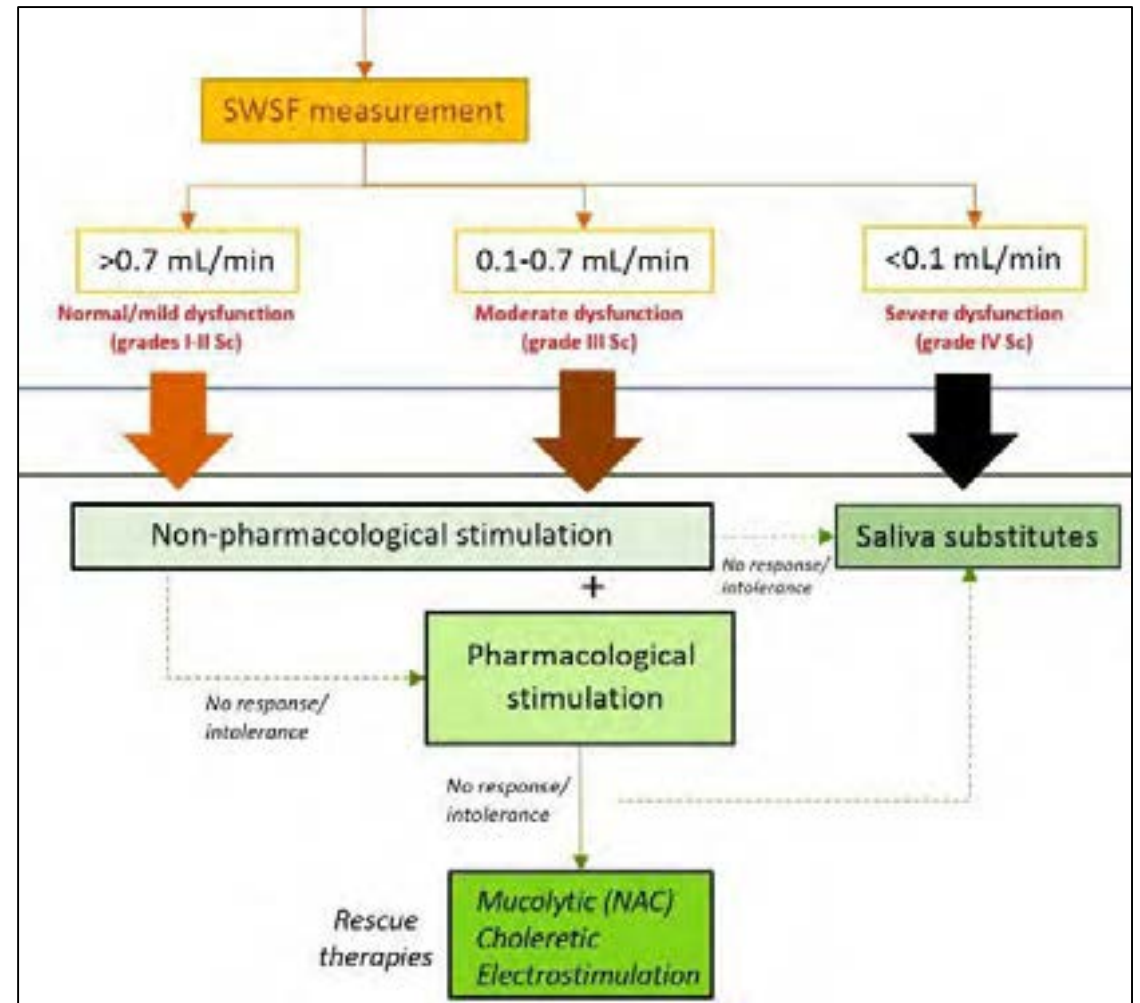 SWSF measurement
>0.7 mL/min
0.1-0.7 mL/min
<0.1 mL/min
Normal/mild dysfunction
(grades I-II Sc)
Moderate dysfunction
(grade III Sc)
Severe dysfunction
(grade IV Sc)
Non-pharmacological stimulation
Saliva substitutes
No response/
intolerance
+
Pharmacological
stimulation
No response/
intolerance
No response/
intolerance
Rescue
therapies
Mucolytic (NAC)
Choleretic
Electrostimulation